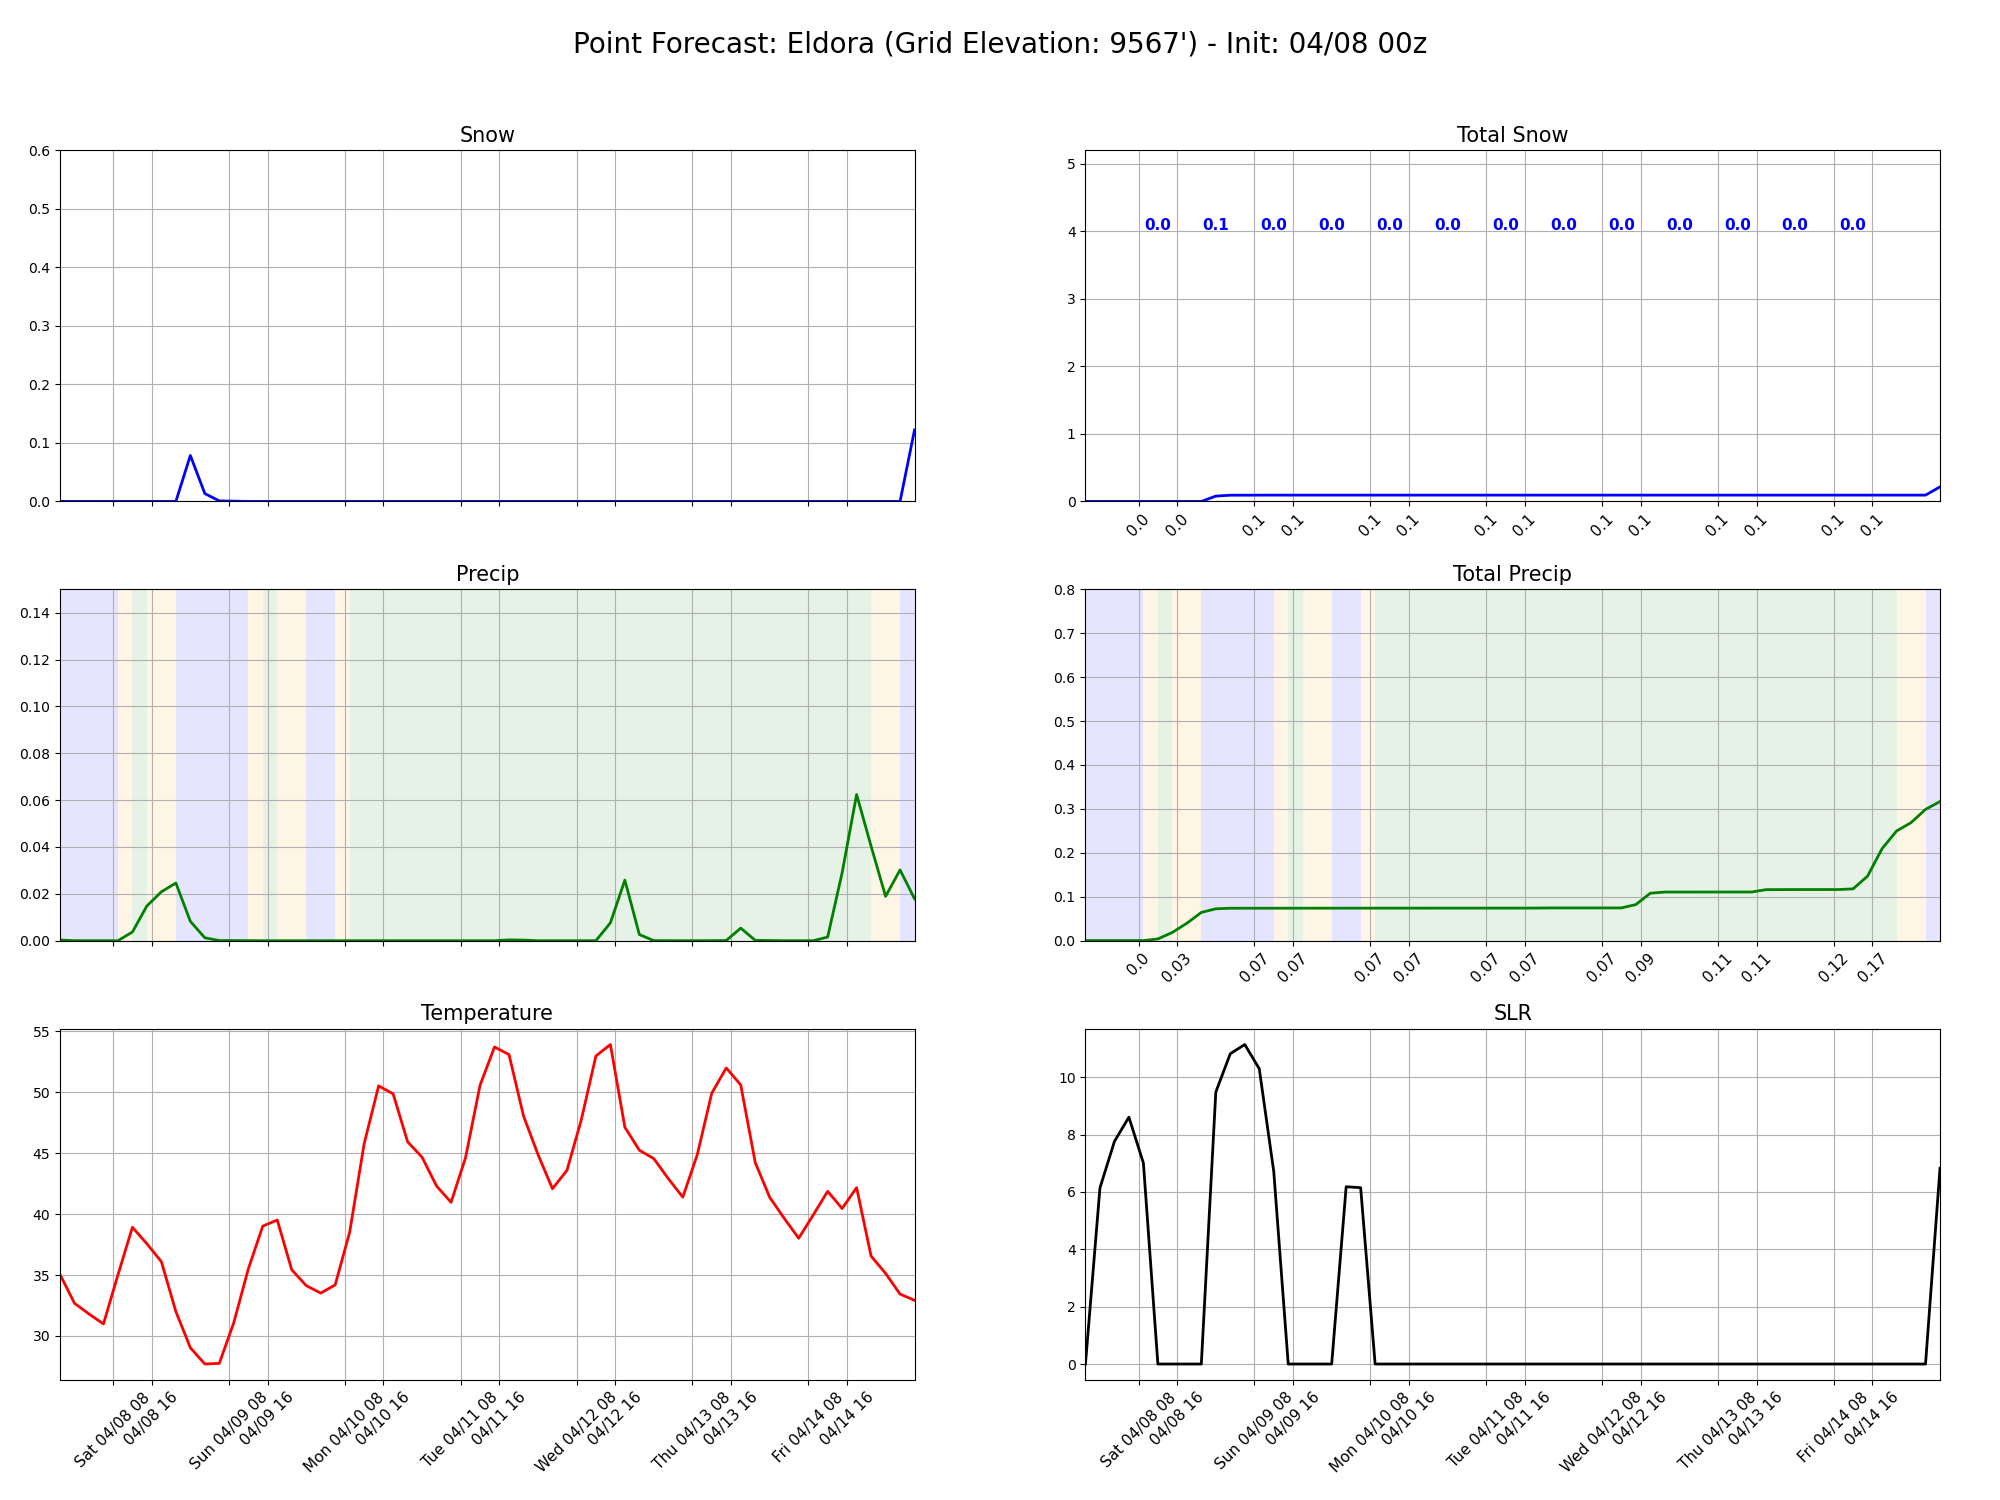 Point Forecast: Eldora (Grid Elevation: 9567') - Init: 04/08 00z
Snow
0.6
0.5
0.4
0.3
0.2
0.1
0.0
Total Snow
5
4
3
2
1
0
0.0 0.1 0.0 0.0 0.0 0.0 0.0 0.0 0.0 0.0 0.0 0.0 0.0
0.0 0.0 0.1 0.1 0.1 0.1 0.1 0.1 0.1 0.1 0.1 0.1 0.1 0.1
Precip
0.14
0.12
0.10
0.08
0.06
0.04
0.02
0.00
Total Precip
0.8
0.7
0.6
0.5
0.4
0.3
0.2
0.1
0.0
0.0 0.03 0.07 0.07 0.07 0.07 0.07 0.07 0.07 0.09 0.11 0.11 0.12 0.17
Temperature
55
50
45
40
35
30
Sat 04/08 08
04/08 16
Sun 04/09 08
04/09 16
Mon 04/10 08
04/10 16
Tue 04/11 08
04/11 16
Wed 04/12 08
04/12 16
Thu 04/13 08
04/13 16
Fri 04/14 08
04/14 16
SLR
10
8
6
4
2
0
Sat 04/08 08
04/08 16
Sun 04/09 08
04/09 16
Mon 04/10 08
04/10 16
Tue 04/11 08
04/11 16
Wed 04/12 08
04/12 16
Thu 04/13 08
04/13 16
Fri 04/14 08
04/14 16